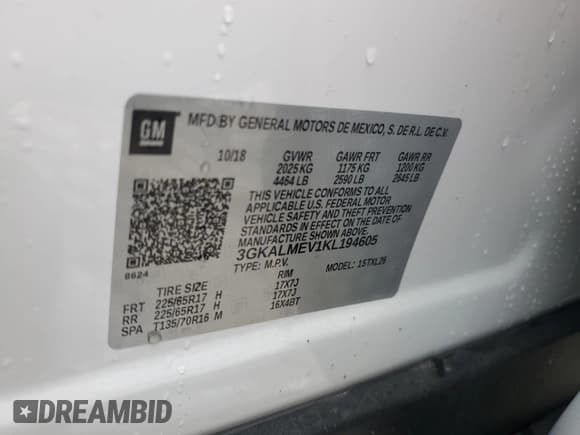 GM
MFD BY GENERAL MOTORS DE MEXICO, S. DE R.L. DE C.V.
10/18 GVWR GAWR FRT GAWR RR
2025 KG 1175 KG 1200 KG
4464 LB 2590 LB 2645 LB
THIS VEHICLE CONFORMS TO ALL
APPLICABLE U.S. FEDERAL MOTOR
VEHICLE SAFETY AND THEFT PREVENTION
STANDARDS IN EFFECT ON THE DATE OF
MANUFACTURE SHOWN ABOVE.
3GKALMEV1KL194605
8624 TYPE: M.P.V. MODEL: 1STXL26
TIRE SIZE RIM
FRT 225/65R17 H 17X7J
RR 225/65R17 H 17X7J
SPA T135/70R16 M 16X4BT
DREAMBID